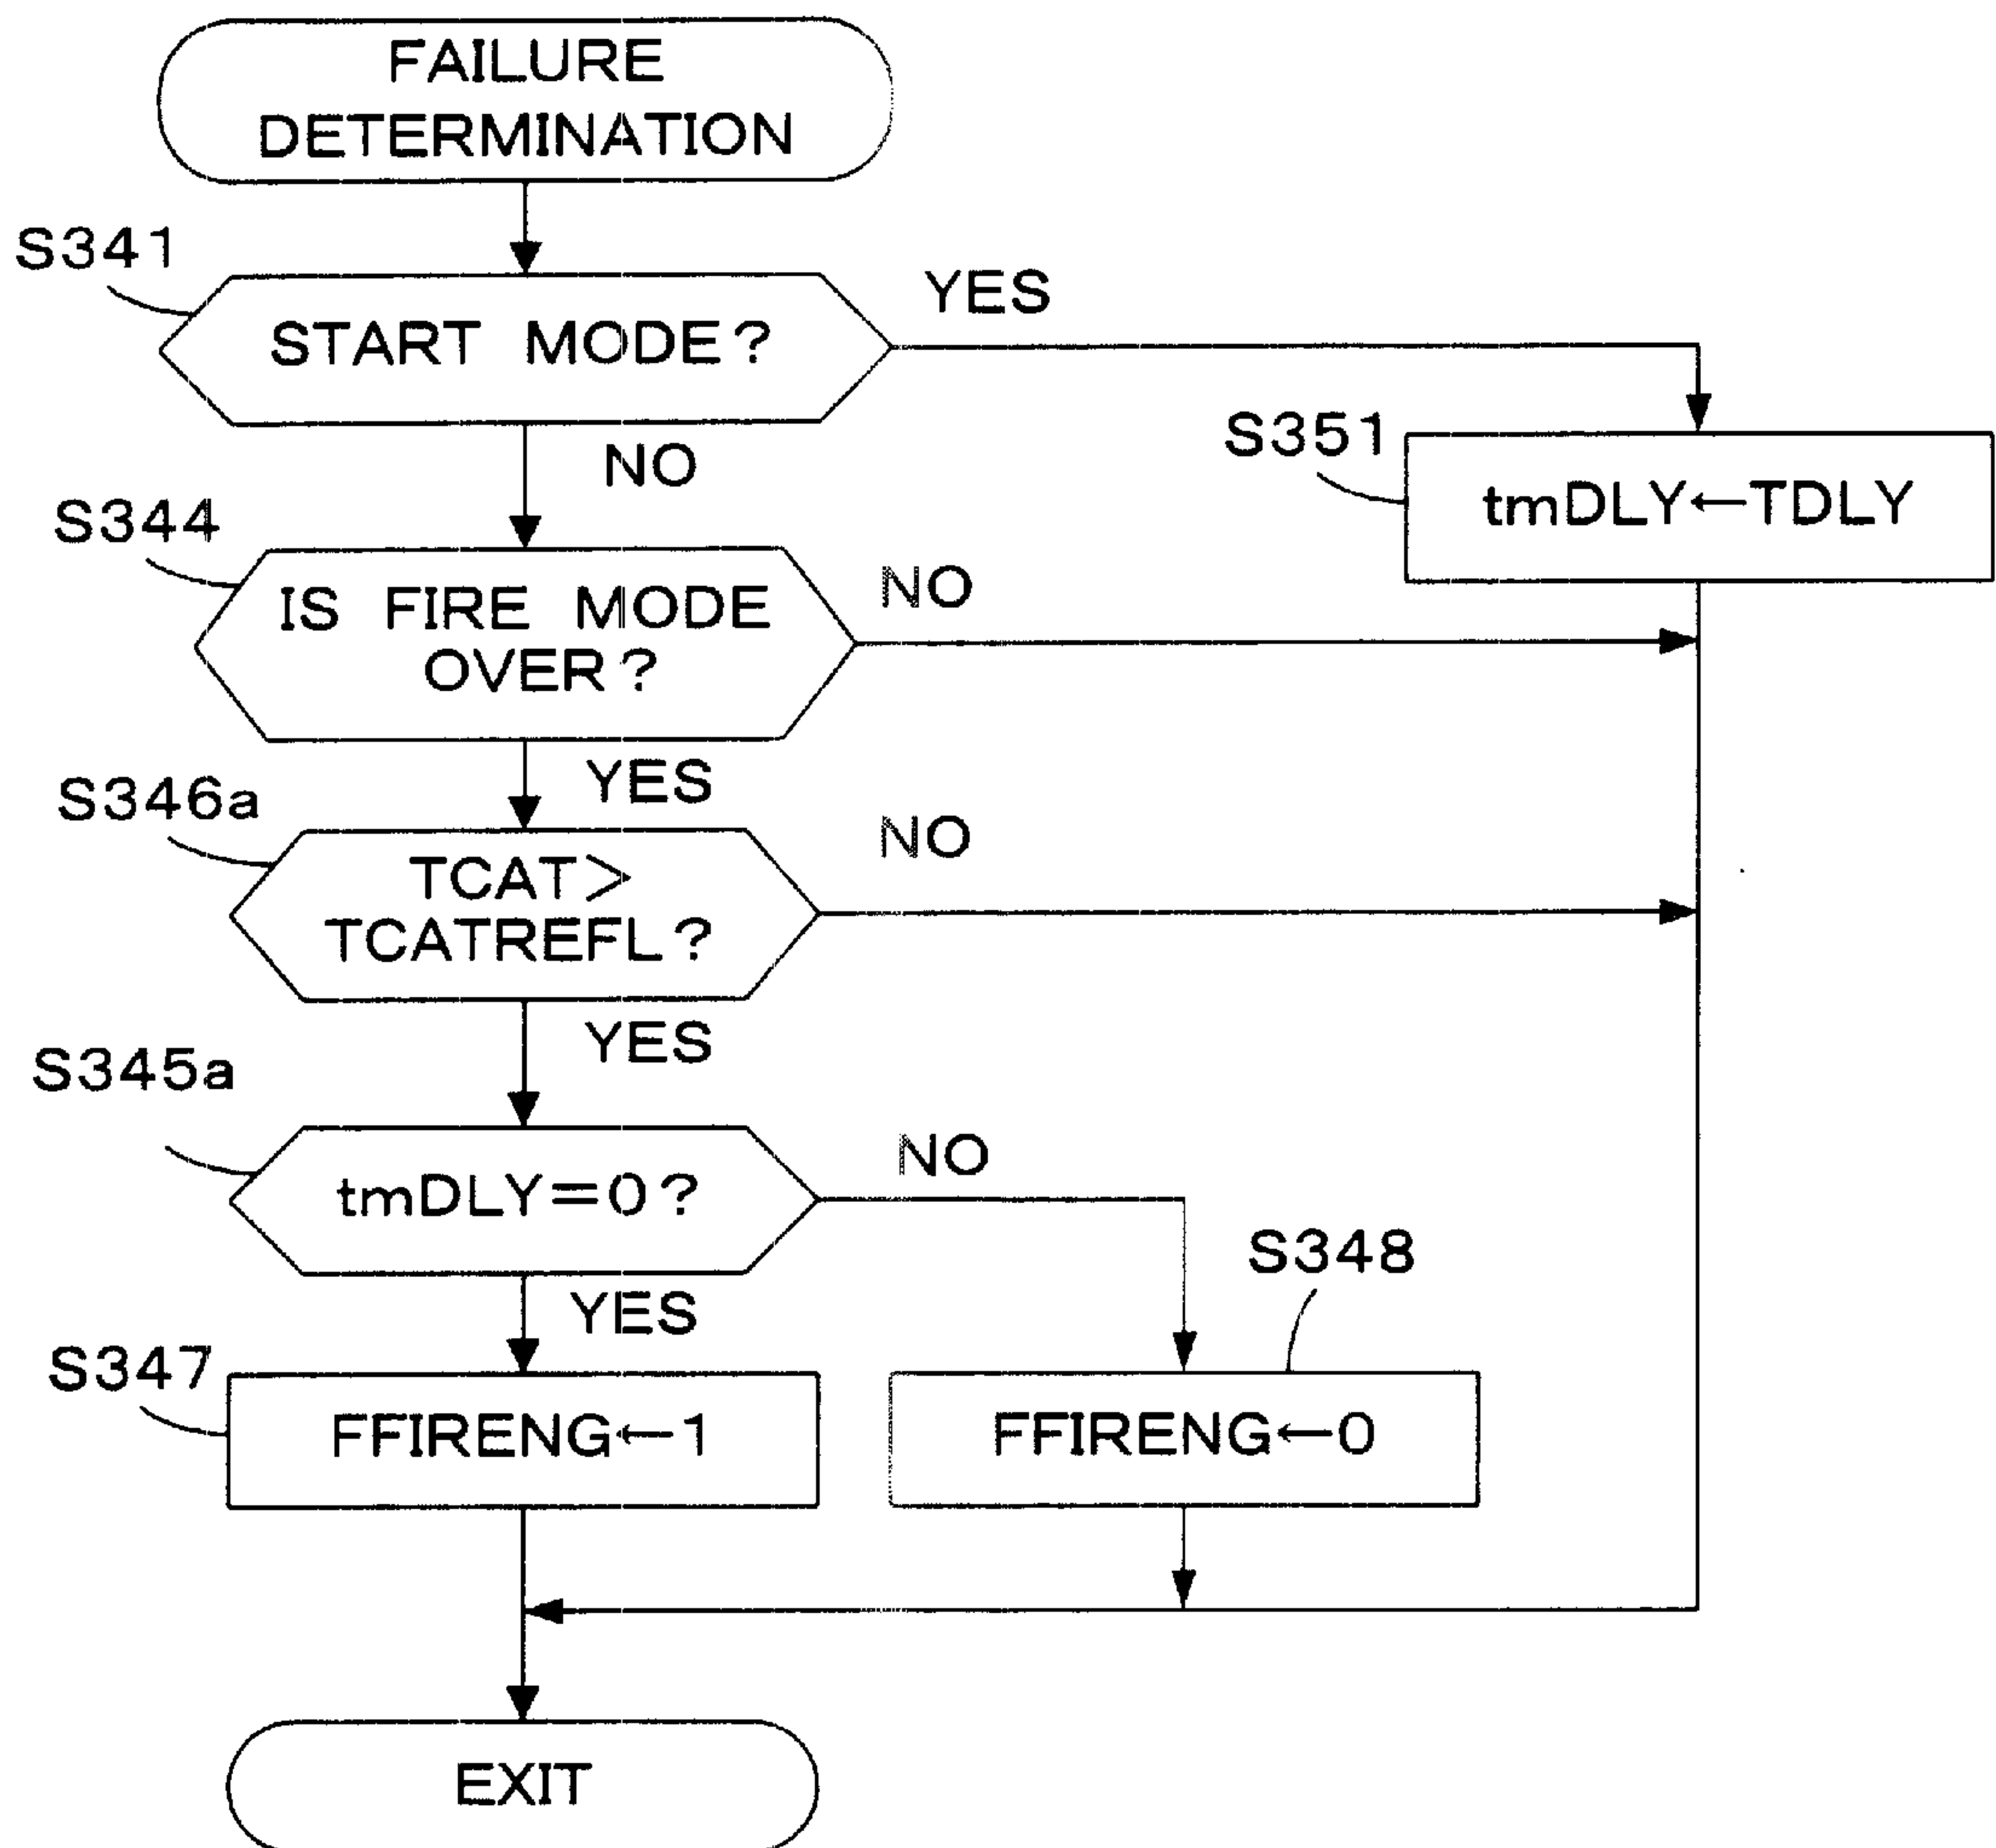 FAILURE
DETERMINATION
S341
START MODE?
YES
NO
S351
tmDLY←TDLY
S344
IS FIRE MODE
OVER?
NO
YES
S346a
TCAT>
TCATREFL?
NO
YES
S345a
tmDLY=0?
NO
YES
S348
S347
FFIRENG←1
FFIRENG←0
EXIT